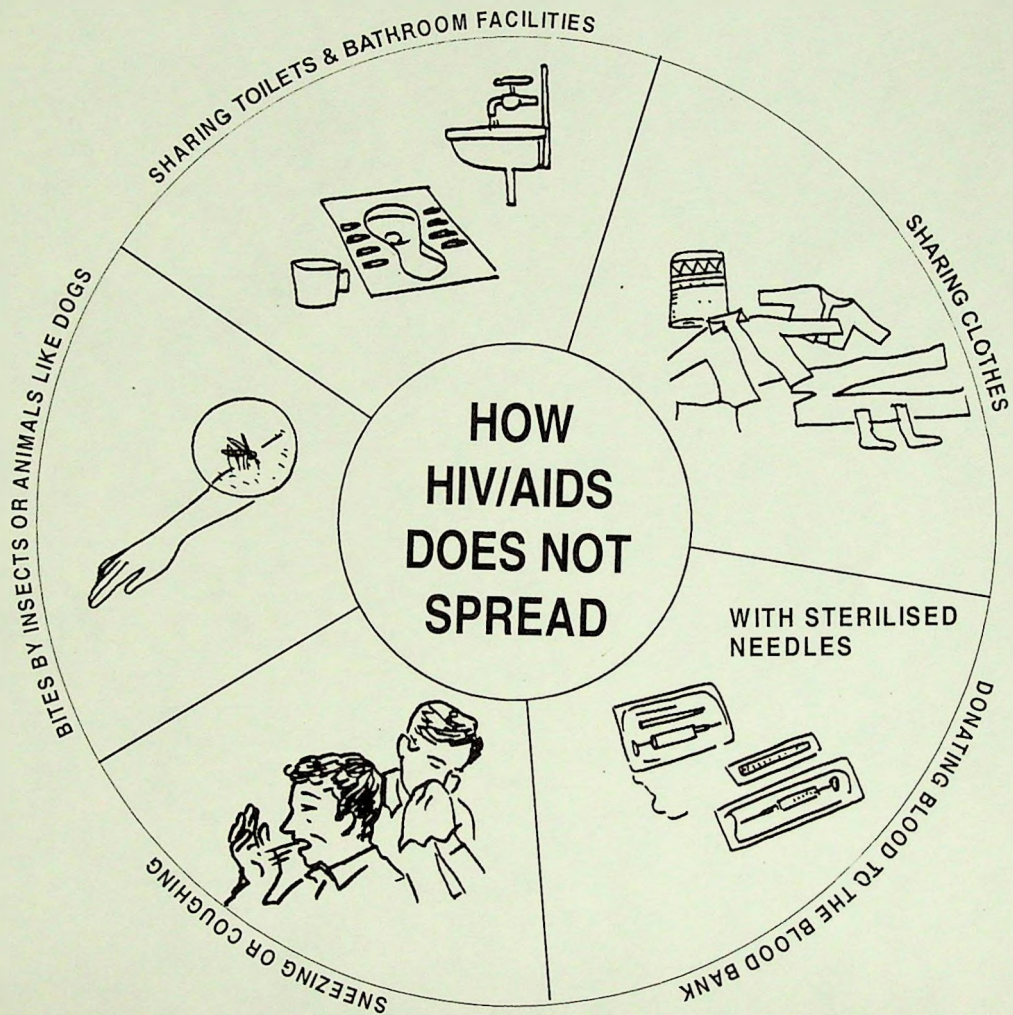 SHARING TOILETS & BATHROOM FACILITIES
SHARING CLOTHES
BITES BY INSECTS OR ANIMALS LIKE DOGS
HOW
HIV/AIDS
DOES NOT
SPREAD
WITH STERILISED
NEEDLES
DONATING BLOOD TO THE BLOOD BANK
SNEEZING OR COUGHING